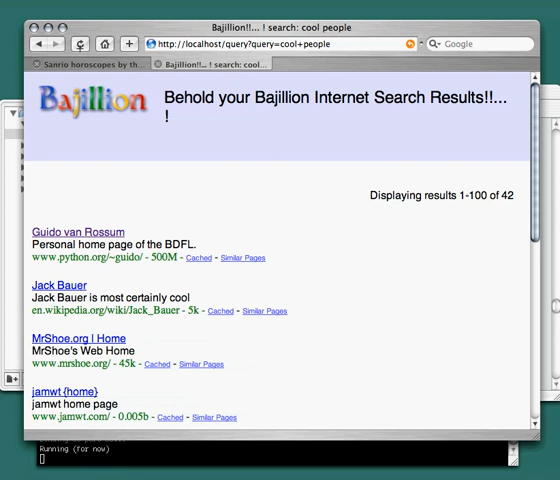 Bajillion!!... ! search: cool people
http://localhost/query?query=cool+people
Google
Sanrio horoscopes by th...
Bajillion!!... ! search: cool...
Bajillion
Behold your Bajillion Internet Search Results!!...
!
Displaying results 1-100 of 42
Guido van Rossum
Personal home page of the BDFL.
www.python.org/~guido/ - 500M - Cached - Similar Pages
Jack Bauer
Jack Bauer is most certainly cool
en.wikipedia.org/wiki/Jack_Bauer - 5k - Cached - Similar Pages
MrShoe.org | Home
MrShoe's Web Home
www.mrshoe.org/ - 45k - Cached - Similar Pages
jamwt {home}
jamwt home page
www.jamwt.com/ - 0.005b - Cached - Similar Pages
Running (for now)